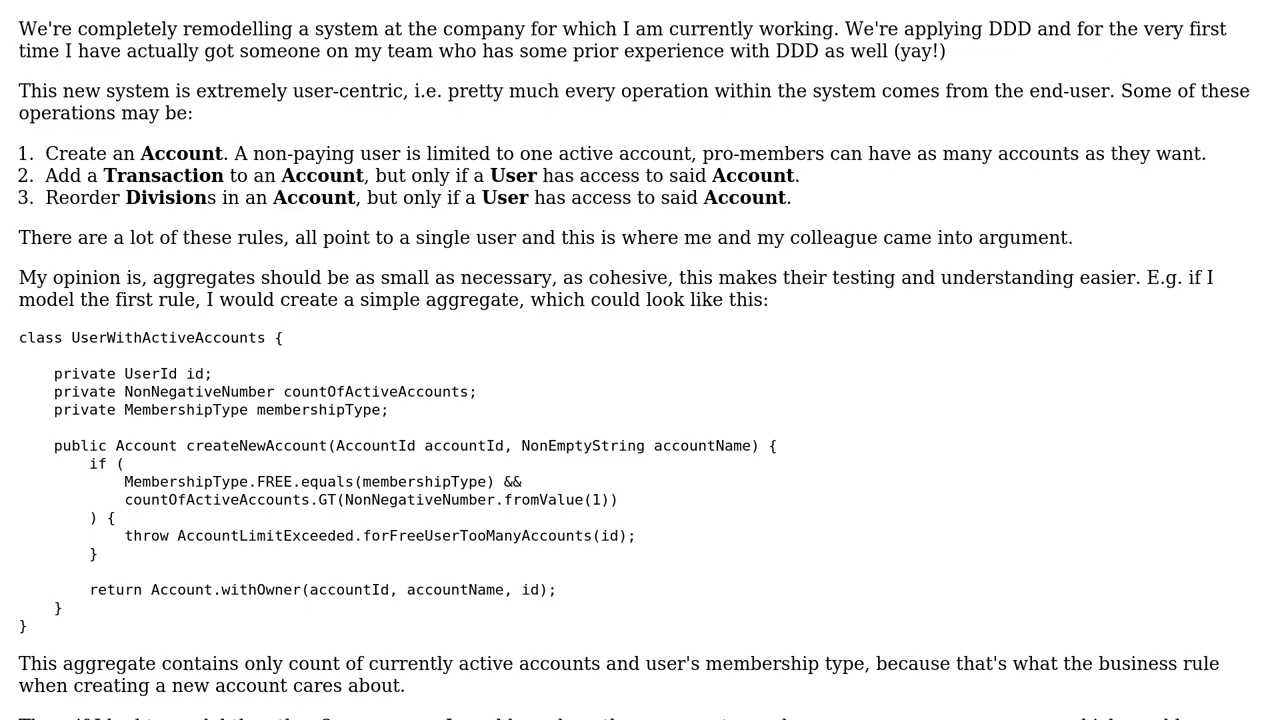 We're completely remodelling a system at the company for which I am currently working. We're applying DDD and for the very first
time I have actually got someone on my team who has some prior experience with DDD as well (yay!)
This new system is extremely user-centric, i.e. pretty much every operation within the system comes from the end-user. Some of these
operations may be:
1. Create an Account. A non-paying user is limited to one active account, pro-members can have as many accounts as they want.
2. Add a Transaction to an Account, but only if a User has access to said Account.
3. Reorder Divisions in an Account, but only if a User has access to said Account.
There are a lot of these rules, all point to a single user and this is where me and my colleague came into argument.
My opinion is, aggregates should be as small as necessary, as cohesive, this makes their testing and understanding easier. E.g. if I
model the first rule, I would create a simple aggregate, which could look like this:
class UserWithActiveAccounts {
    private UserId id;
    private NonNegativeNumber countOfActiveAccounts;
    private MembershipType membershipType;
    public Account createNewAccount(AccountId accountId, NonEmptyString accountName) {
        if (
            MembershipType.FREE.equals(membershipType) &&
            countOfActiveAccounts.GT(NonNegativeNumber.fromValue(1))
        ) {
            throw AccountLimitExceeded.forFreeUserTooManyAccounts(id);
        }
        return Account.withOwner(accountId, accountName, id);
    }
}
This aggregate contains only count of currently active accounts and user's membership type, because that's what the business rule
when creating a new account cares about.